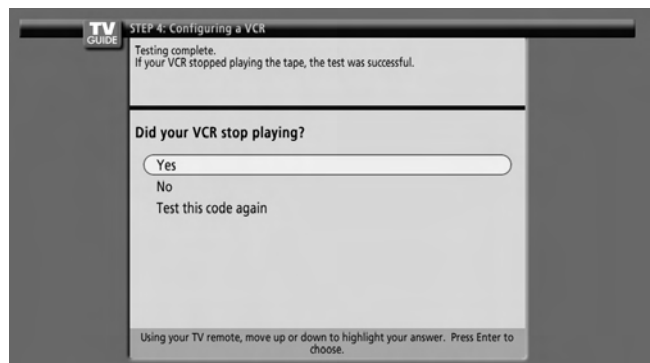 TV
GUIDE
STEP 4: Configuring a VCR
Testing complete.
If your VCR stopped playing the tape, the test was successful.
Did your VCR stop playing?
Yes
No
Test this code again
Using your TV remote, move up or down to highlight your answer. Press Enter to
choose.